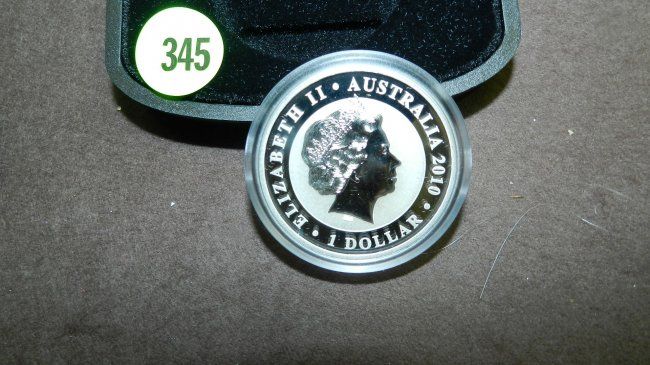 345
ELIZABETH II • AUSTRALIA 2010 •
• 1 DOLLAR •